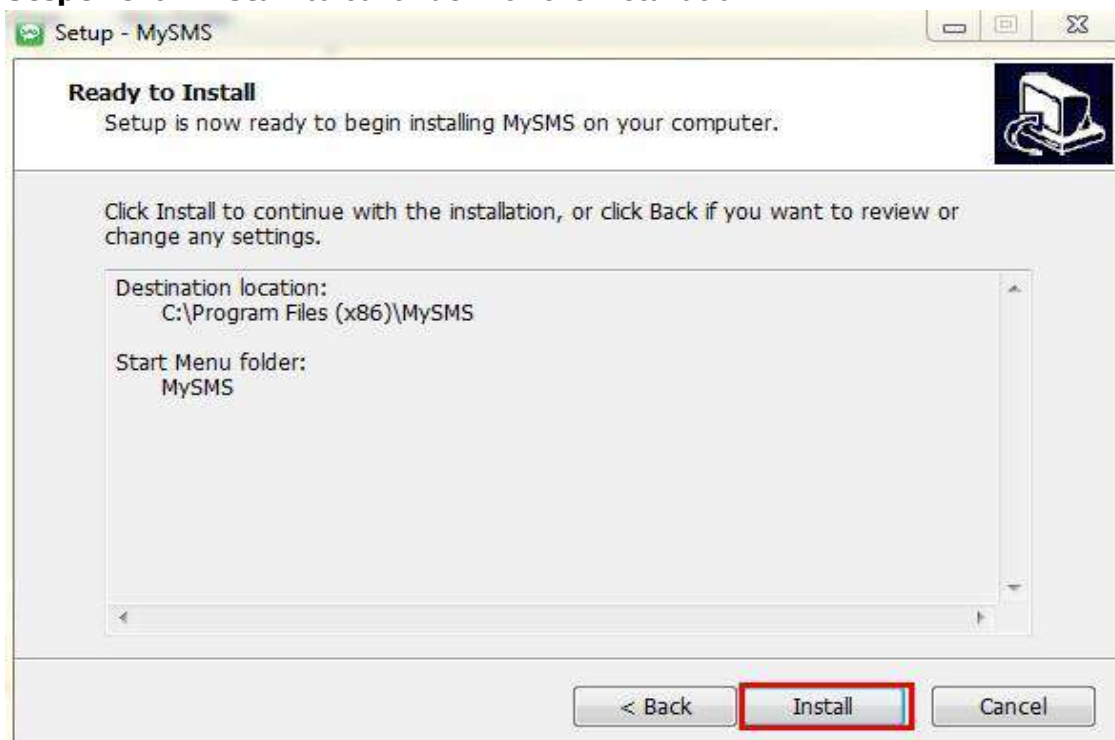 Setup - MySMS
Ready to Install
Setup is now ready to begin installing MySMS on your computer.
Click Install to continue with the installation, or click Back if you want to review or
change any settings.
Destination location:
C:\Program Files (x86)\MySMS
Start Menu folder:
MySMS
< Back
Install
Cancel